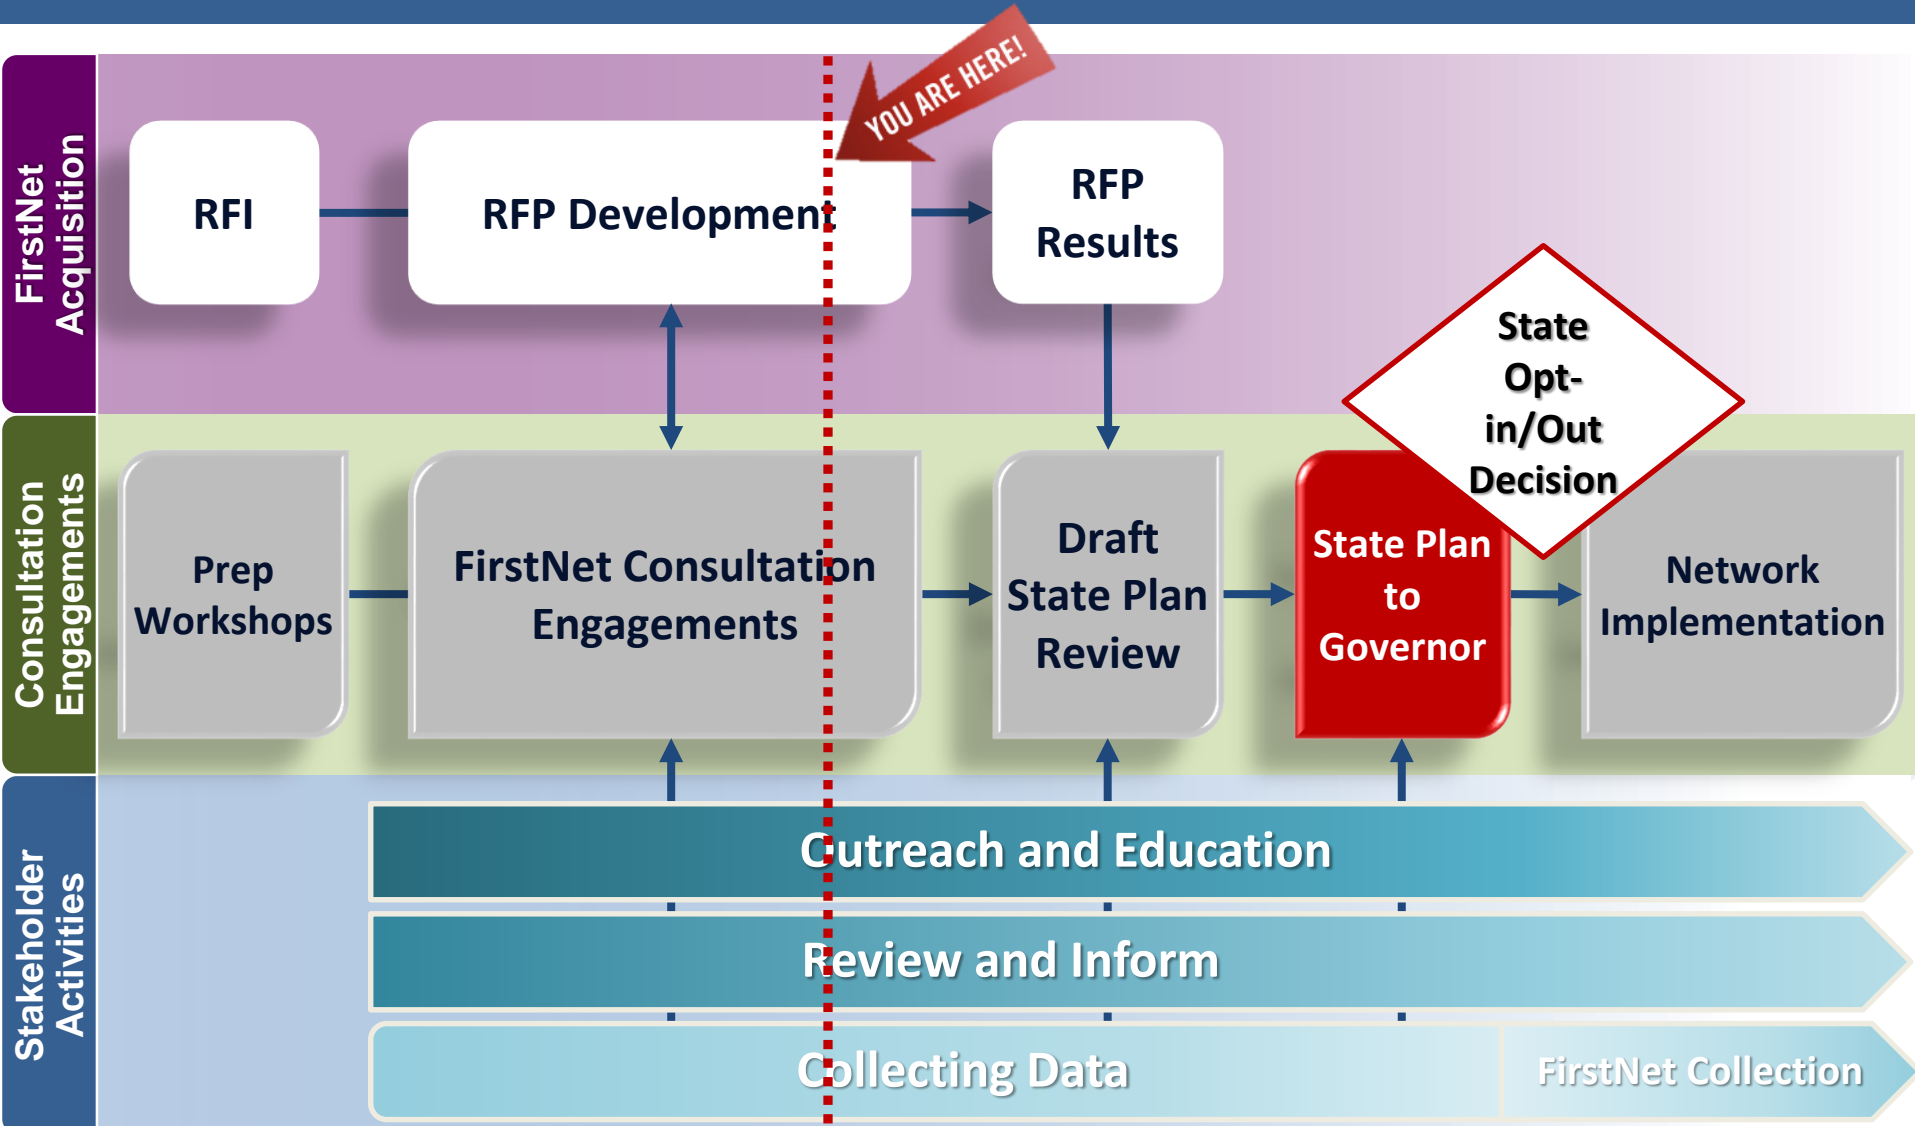 YOU ARE HERE!
FirstNet
Acquisition
RFI
RFP Development
RFP
Results
State
Opt-
in/Out
Decision
Consultation
Engagements
Prep
Workshops
FirstNet Consultation
Engagements
Draft
State Plan
Review
State Plan
to
Governor
Network
Implementation
Stakeholder
Activities
Outreach and Education
Review and Inform
Collecting Data
FirstNet Collection